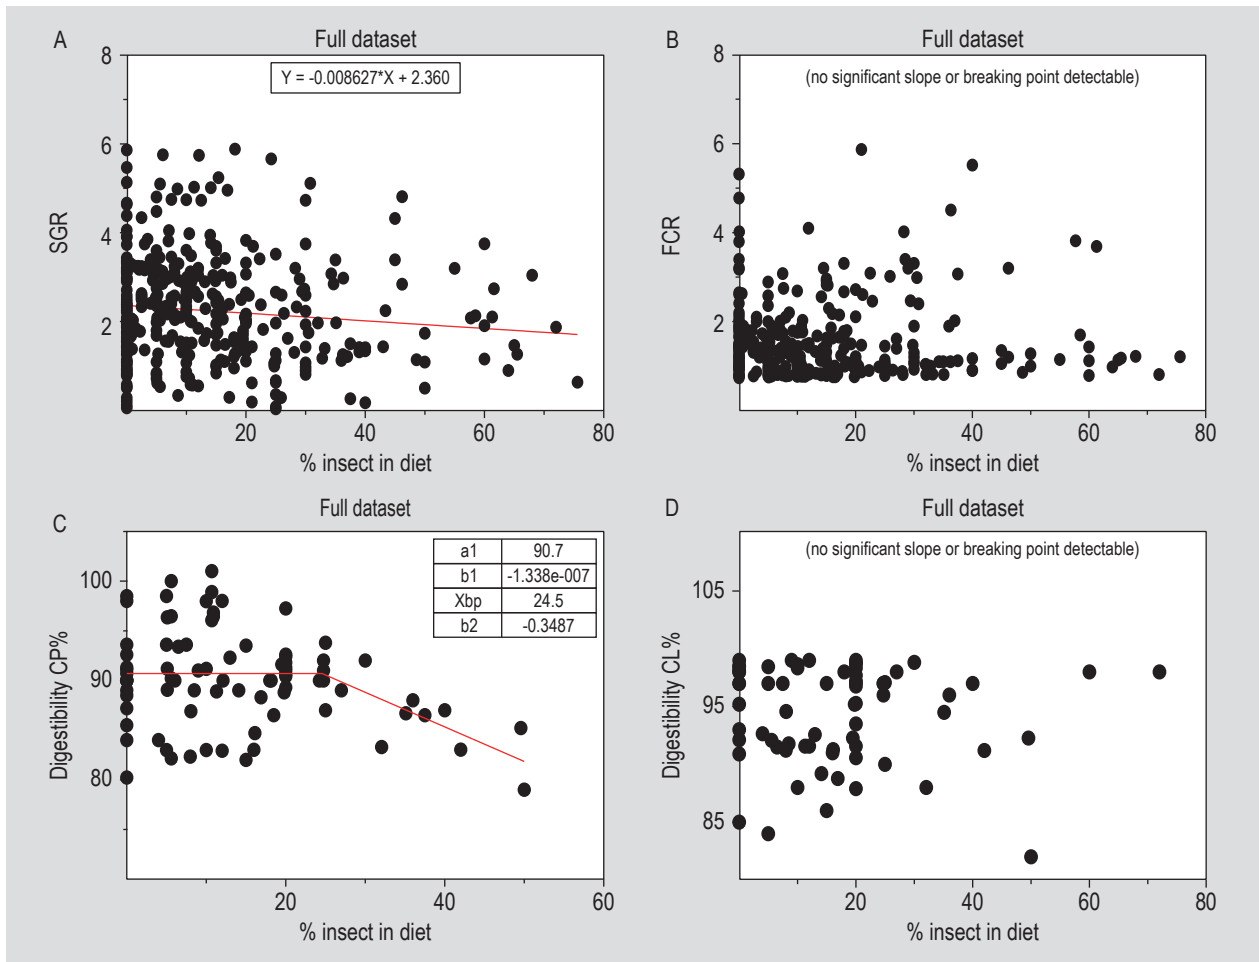 A
Full dataset
Y = -0.008627*X + 2.360
8
6
4
2
SGR
20
40
60
80
% insect in diet
B
Full dataset
(no significant slope or breaking point detectable)
8
6
4
2
FCR
20
40
60
80
% insect in diet
C
Full dataset
a1 90.7
b1 -1.338e-007
Xbp 24.5
b2 -0.3487
100
90
80
Digestibility CP%
20
40
60
% insect in diet
D
Full dataset
(no significant slope or breaking point detectable)
105
95
85
Digestibility CL%
20
40
60
80
% insect in diet